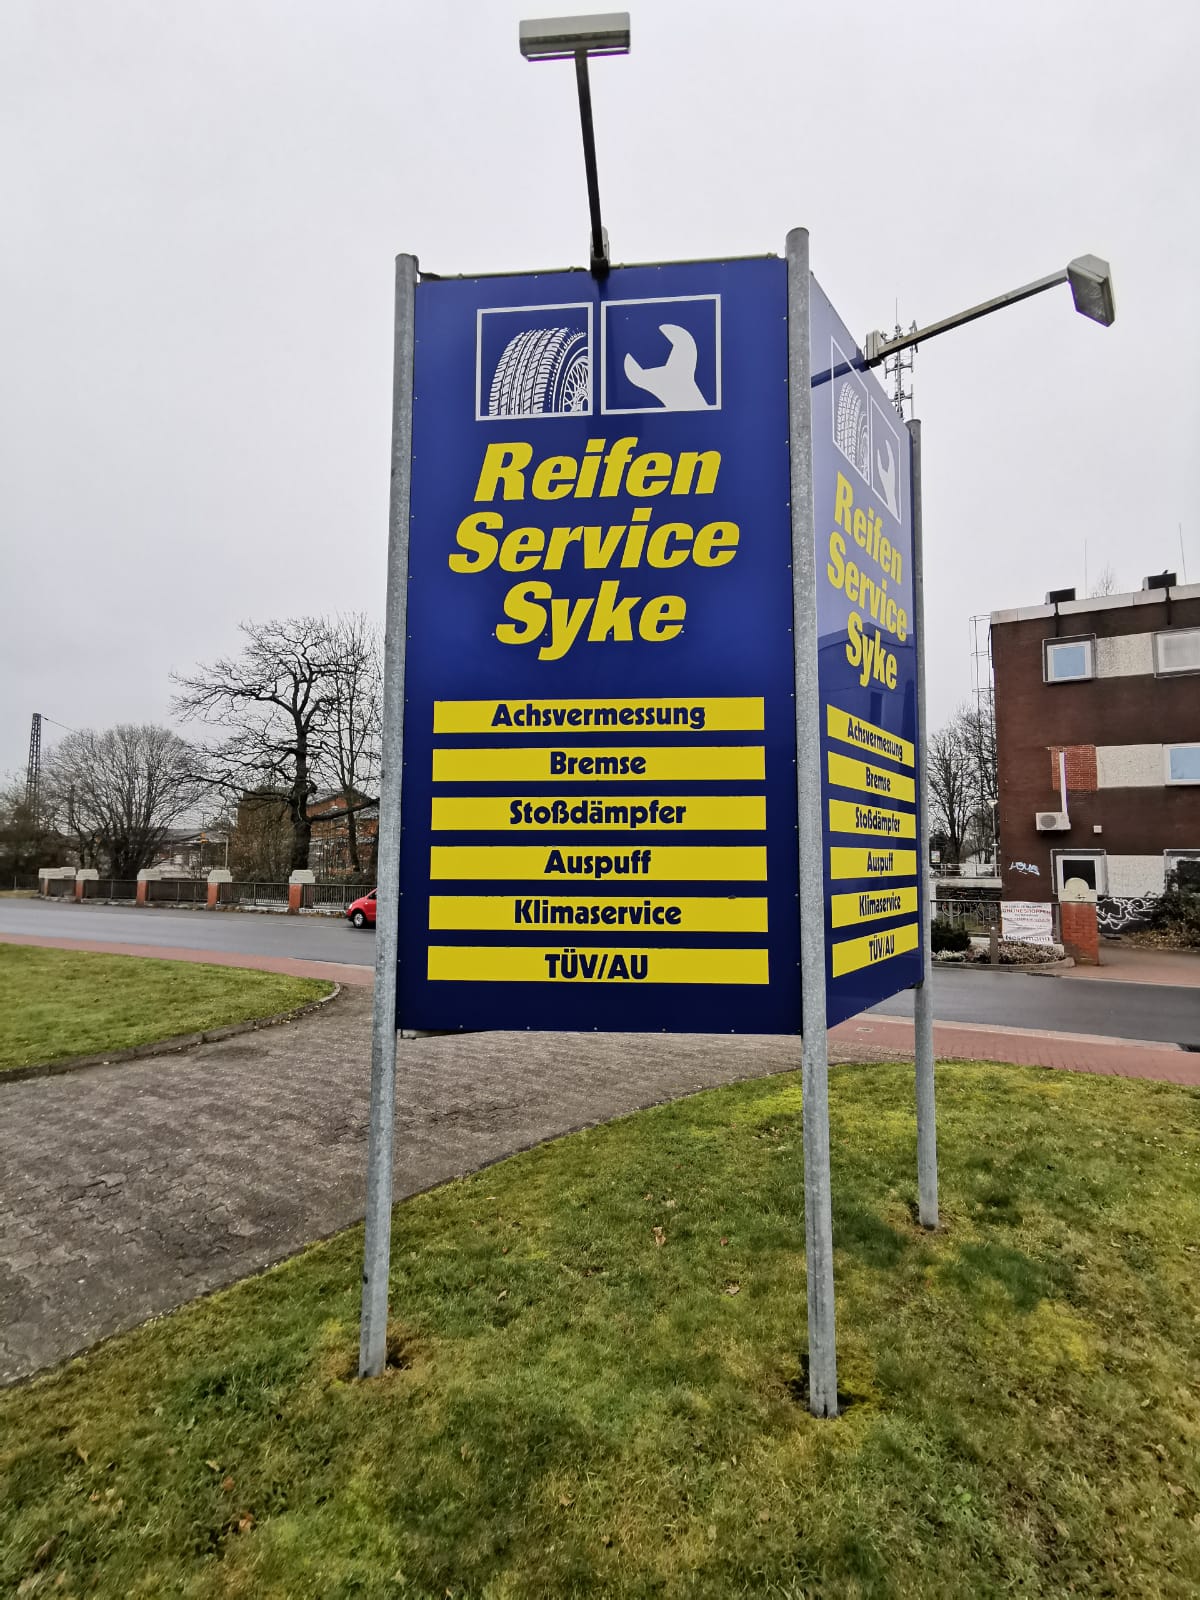 Reifen
Service
Syke
Achsvermessung
Bremse
Stoßdämpfer
Auspuff
Klimaservice
TÜV/AU
Reifen
Service
Syke
Achsvermessung
Bremse
Stoßdämpfer
Auspuff
Klimaservice
TÜV/AU